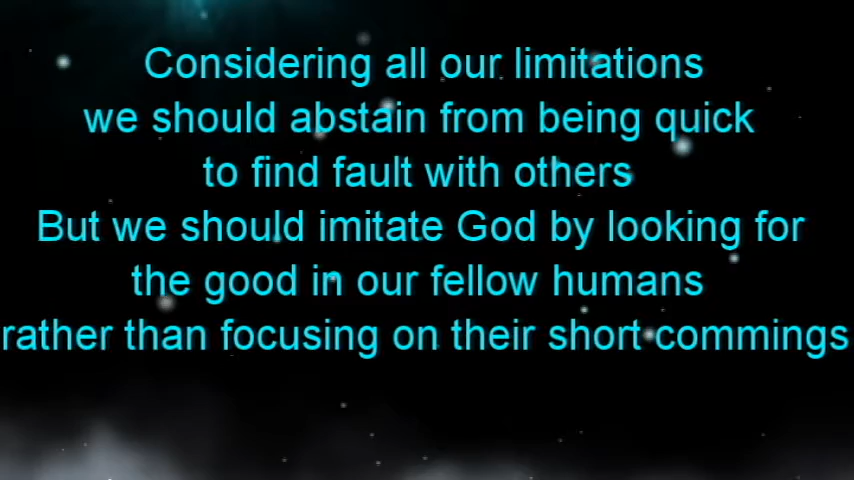 Considering all our limitations
we should abstain from being quick
to find fault with others
But we should imitate God by looking for
the good in our fellow humans
rather than focusing on their short commings